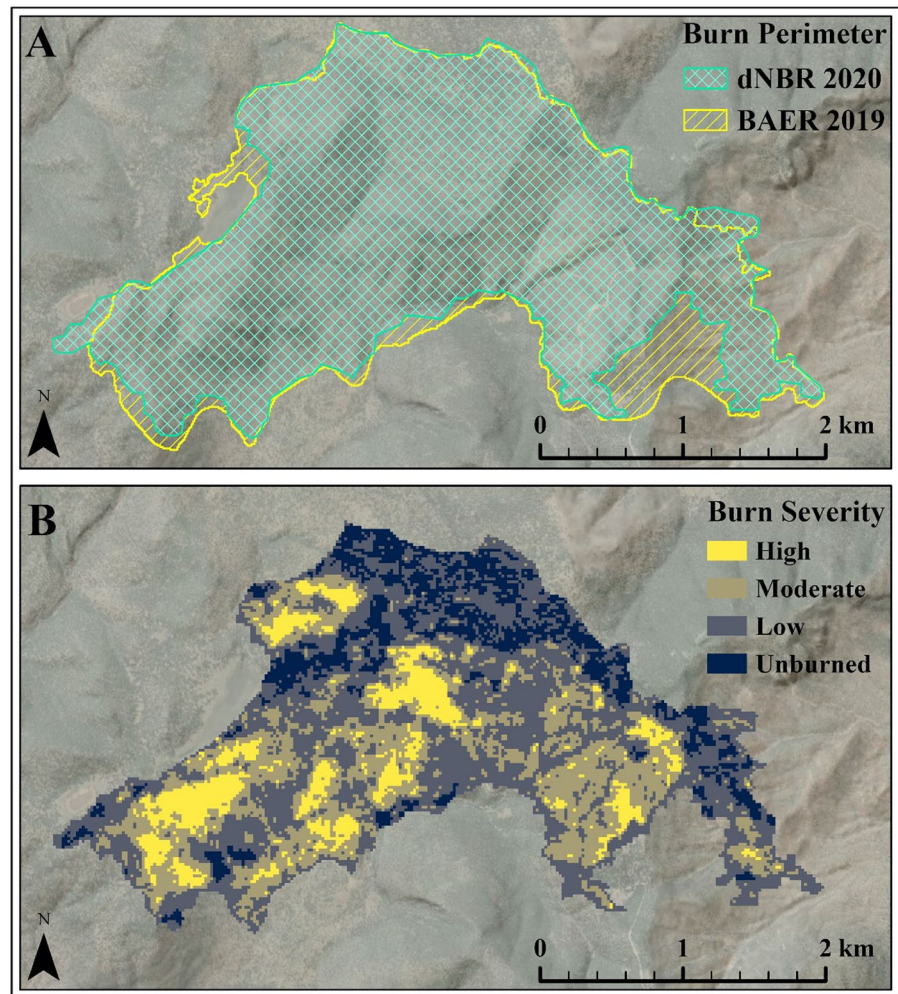 A
Burn Perimeter
dNBR 2020
BAER 2019
N
0 1 2 km
B
Burn Severity
High
Moderate
Low
Unburned
N
0 1 2 km